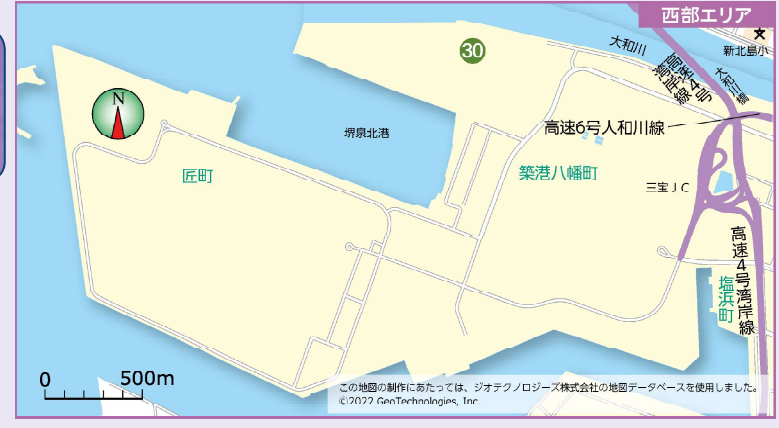 西部エリア
30
大和川
新北島小
高速4号
湾岸線
大和川橋
N
堺泉北港
高速6号人和川線
築港八幡町
匠町
三宝JC
高速4号湾岸線
塩浜町
0 500m
この地図の制作にあたっては、ジオテクノロジーズ株式会社の地図データベースを使用しました。
©2022 GeoTechnologies, Inc.